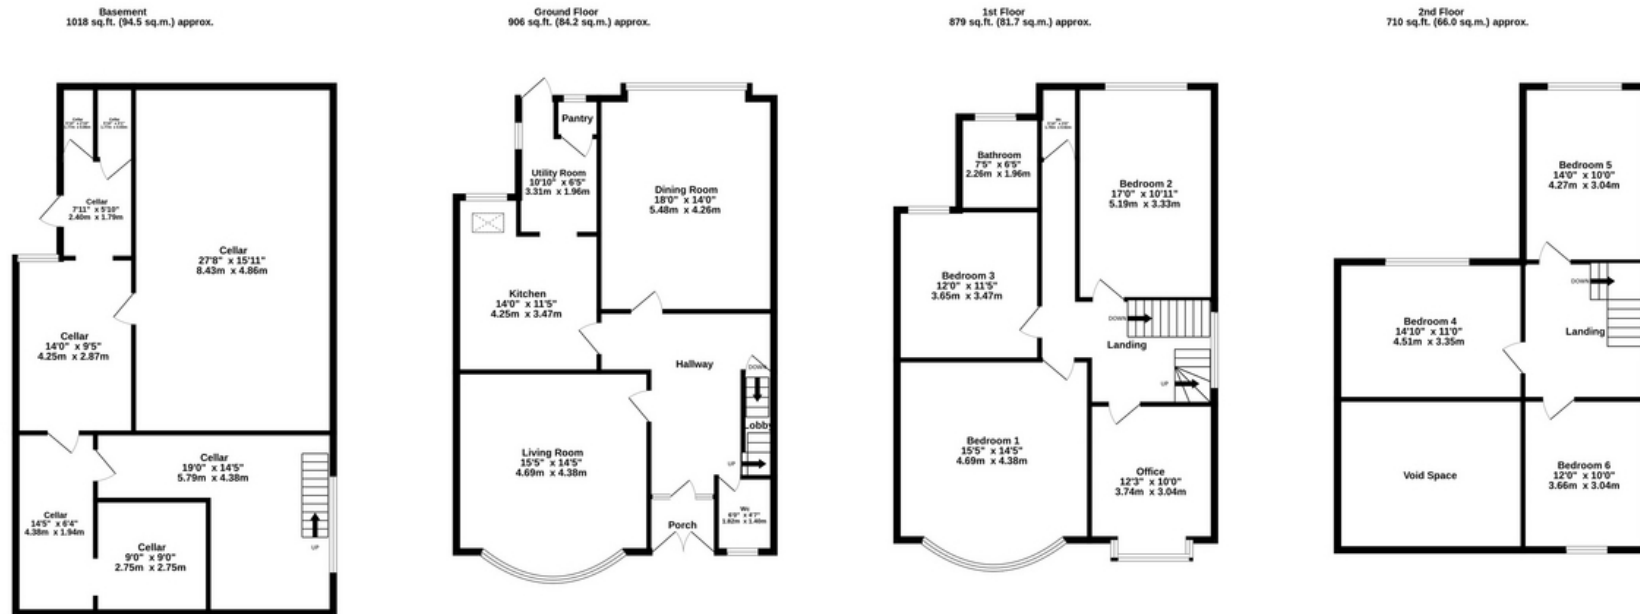 Basement
1018 sq.ft. (94.5 sq.m.) approx.
Cellar
Cellar
Cellar
7'11" x 5'10"
2.40m x 1.79m
Cellar
27'8" x 15'11"
8.43m x 4.86m
Cellar
14'0" x 9'5"
4.25m x 2.87m
Cellar
19'0" x 14'5"
5.79m x 4.38m
Cellar
14'5" x 6'4"
4.38m x 1.94m
Cellar
9'0" x 9'0"
2.75m x 2.75m
UP
Ground Floor
906 sq.ft. (84.2 sq.m.) approx.
Pantry
Utility Room
10'10" x 6'5"
3.31m x 1.96m
Dining Room
18'0" x 14'0"
5.48m x 4.26m
Kitchen
14'0" x 11'5"
4.25m x 3.47m
Hallway
DOWN
Lobby
UP
Living Room
15'5" x 14'5"
4.69m x 4.38m
Porch
Wc
6'0" x 4'7"
1.82m x 1.40m
1st Floor
879 sq.ft. (81.7 sq.m.) approx.
Wc
Bathroom
7'5" x 6'5"
2.26m x 1.96m
Bedroom 2
17'0" x 10'11"
5.19m x 3.33m
Bedroom 3
12'0" x 11'5"
3.65m x 3.47m
DOWN
Landing
UP
Bedroom 1
15'5" x 14'5"
4.69m x 4.38m
Office
12'3" x 10'0"
3.74m x 3.04m
2nd Floor
710 sq.ft. (66.0 sq.m.) approx.
Bedroom 5
14'0" x 10'0"
4.27m x 3.04m
DOWN
Landing
Bedroom 4
14'10" x 11'0"
4.51m x 3.35m
Void Space
Bedroom 6
12'0" x 10'0"
3.66m x 3.04m